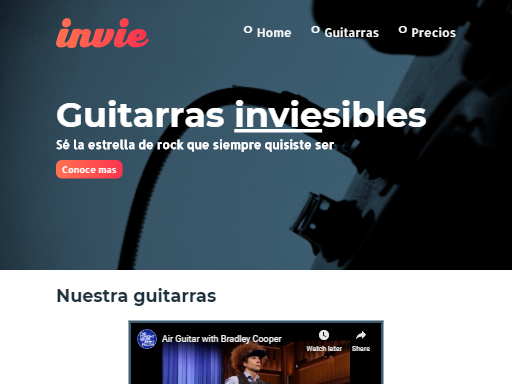 invie
Home
Guitarras
Precios
Guitarras inviesibles
Sé la estrella de rock que siempre quisiste ser
Conoce mas
Nuestra guitarras
Air Guitar with Bradley Cooper
Watch later
Share